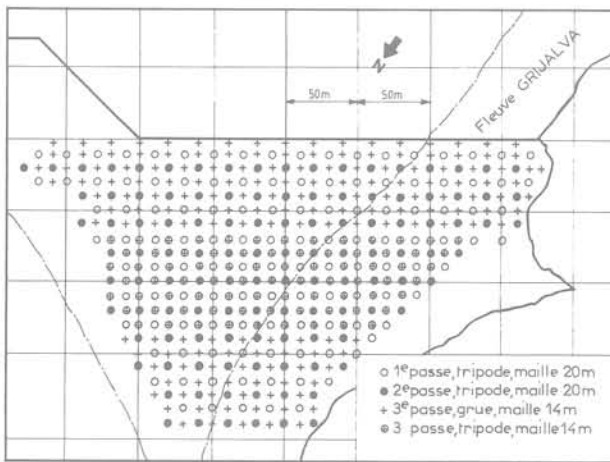 N
50m
50m
Fleuve GRIJALVA
1e passe, tripode, maille 20m
2e passe, tripode, maille 20m
3e passe, grue, maille 14m
3 passe, tripode, maille 14m